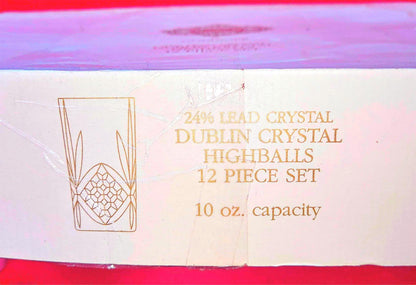 24% LEAD CRYSTAL
DUBLIN CRYSTAL
HIGHBALLS
12 PIECE SET
10 oz. capacity